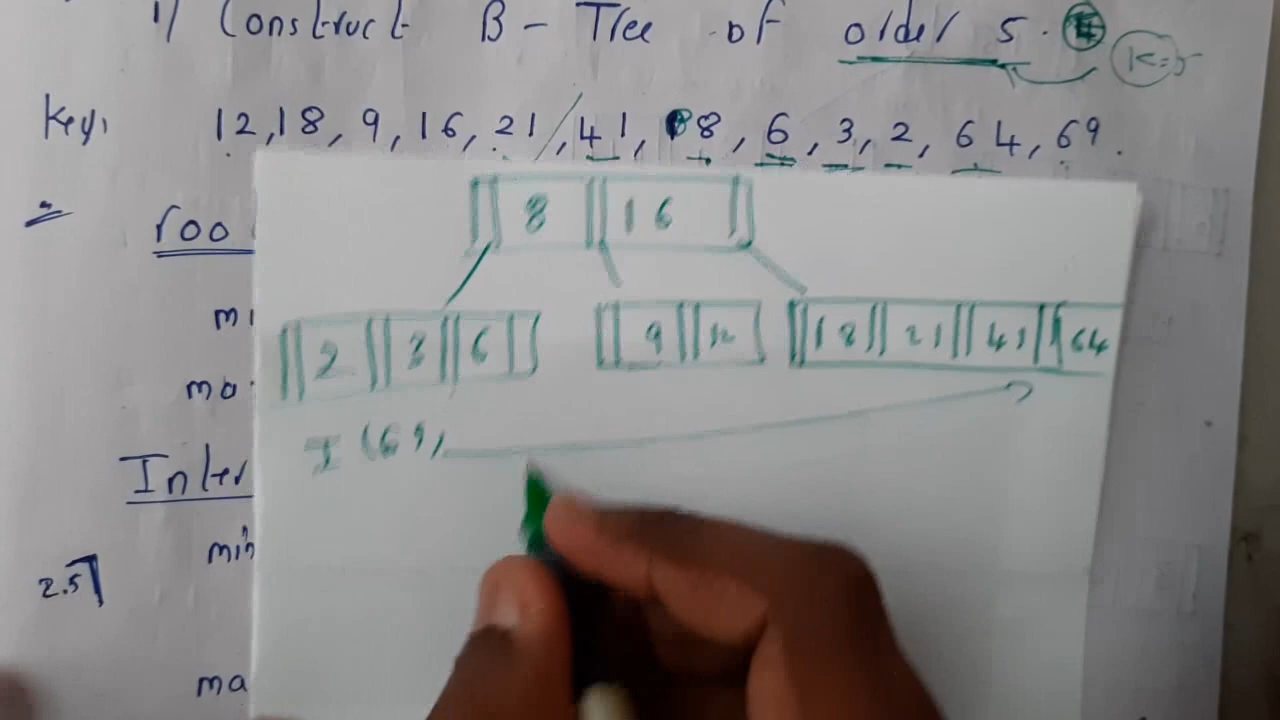 1) Construct B - Tree of order 5.
K=5
Key, 12, 18, 9, 16, 21 / 41, 8, 6, 3, 2, 64, 69.
roo
8 16
mi
2 3 6 9 12 18 21 41 64
ma
I (69)
Inter
min
2.5
ma